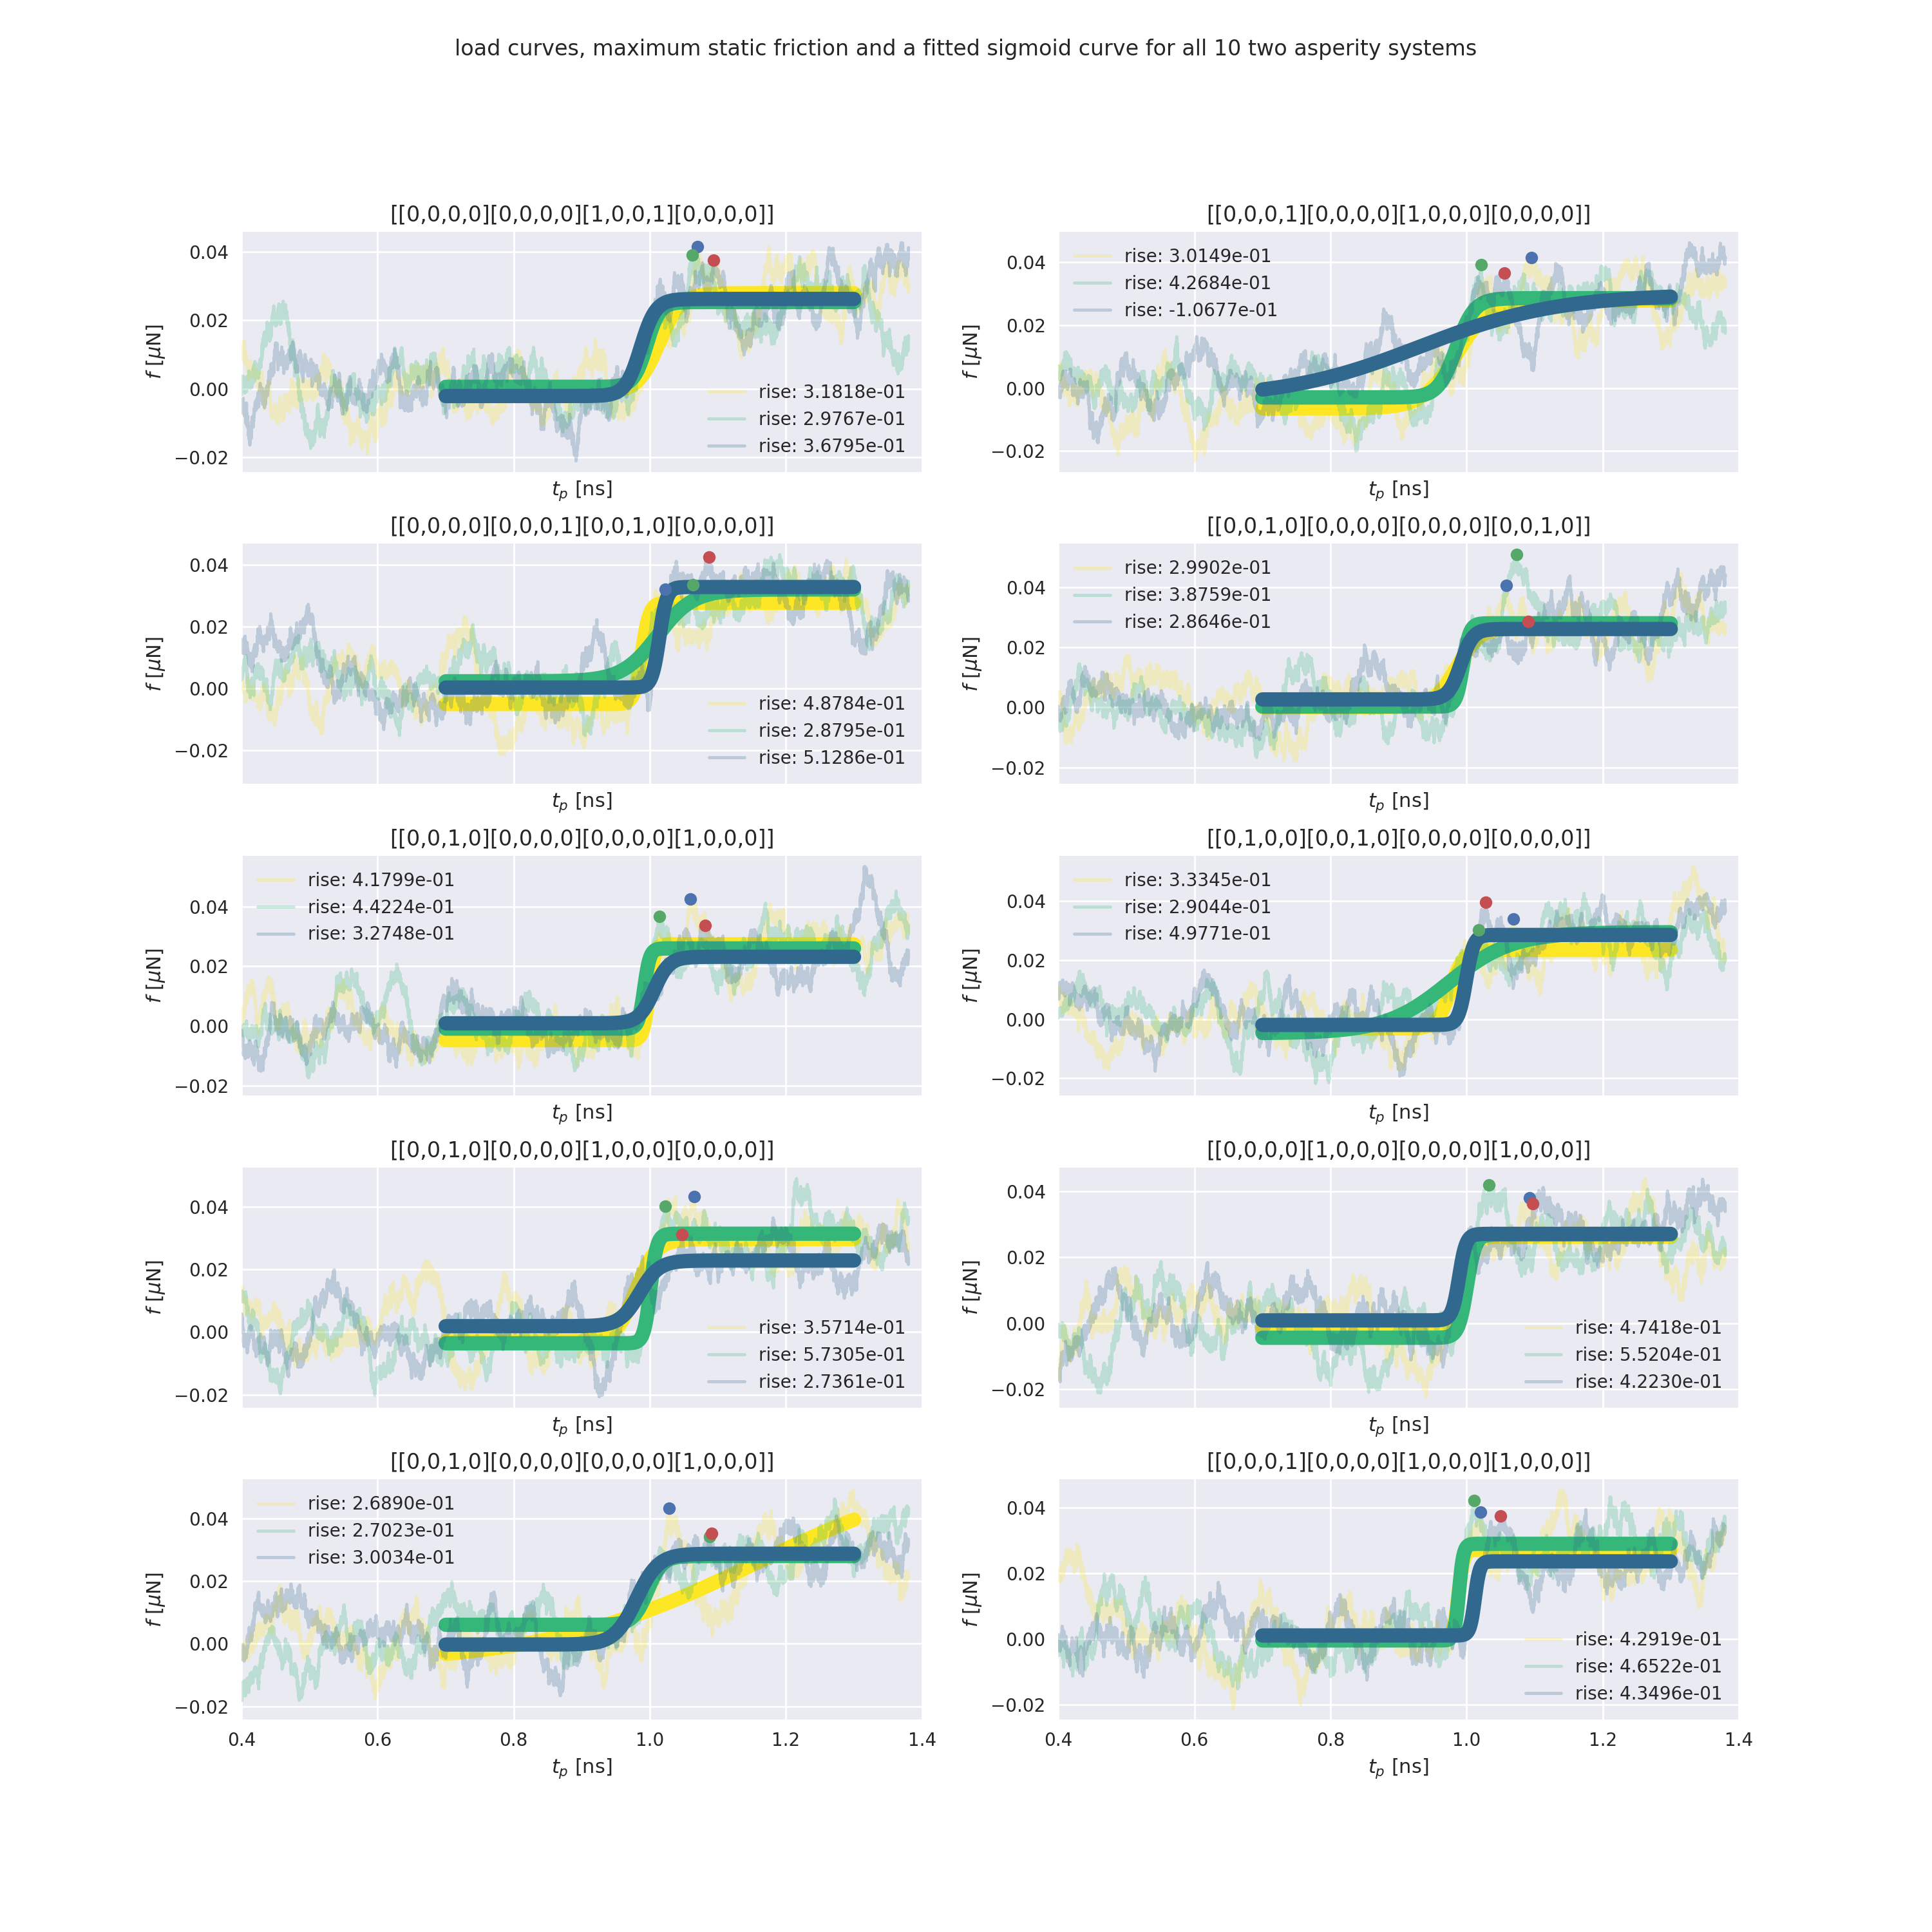 load curves, maximum static friction and a fitted sigmoid curve for all 10 two asperity systems
[[0,0,0,0][0,0,0,0][1,0,0,1][0,0,0,0]]
0.04
0.02
0.00
−0.02
f [μN]
rise: 3.1818e-01
rise: 2.9767e-01
rise: 3.6795e-01
t_p [ns]
[[0,0,0,1][0,0,0,0][1,0,0,0][0,0,0,0]]
0.04
0.02
0.00
−0.02
f [μN]
rise: 3.0149e-01
rise: 4.2684e-01
rise: -1.0677e-01
t_p [ns]
[[0,0,0,0][0,0,0,1][0,0,1,0][0,0,0,0]]
0.04
0.02
0.00
−0.02
f [μN]
rise: 4.8784e-01
rise: 2.8795e-01
rise: 5.1286e-01
t_p [ns]
[[0,0,1,0][0,0,0,0][0,0,0,0][0,0,1,0]]
0.04
0.02
0.00
−0.02
f [μN]
rise: 2.9902e-01
rise: 3.8759e-01
rise: 2.8646e-01
t_p [ns]
[[0,0,1,0][0,0,0,0][0,0,0,0][1,0,0,0]]
0.04
0.02
0.00
−0.02
f [μN]
rise: 4.1799e-01
rise: 4.4224e-01
rise: 3.2748e-01
t_p [ns]
[[0,1,0,0][0,0,1,0][0,0,0,0][0,0,0,0]]
0.04
0.02
0.00
−0.02
f [μN]
rise: 3.3345e-01
rise: 2.9044e-01
rise: 4.9771e-01
t_p [ns]
[[0,0,1,0][0,0,0,0][1,0,0,0][0,0,0,0]]
0.04
0.02
0.00
−0.02
f [μN]
rise: 3.5714e-01
rise: 5.7305e-01
rise: 2.7361e-01
t_p [ns]
[[0,0,0,0][1,0,0,0][0,0,0,0][1,0,0,0]]
0.04
0.02
0.00
−0.02
f [μN]
rise: 4.7418e-01
rise: 5.5204e-01
rise: 4.2230e-01
t_p [ns]
[[0,0,1,0][0,0,0,0][0,0,0,0][1,0,0,0]]
0.04
0.02
0.00
−0.02
f [μN]
rise: 2.6890e-01
rise: 2.7023e-01
rise: 3.0034e-01
0.4 0.6 0.8 1.0 1.2 1.4
t_p [ns]
[[0,0,0,1][0,0,0,0][1,0,0,0][1,0,0,0]]
0.04
0.02
0.00
−0.02
f [μN]
rise: 4.2919e-01
rise: 4.6522e-01
rise: 4.3496e-01
0.4 0.6 0.8 1.0 1.2 1.4
t_p [ns]